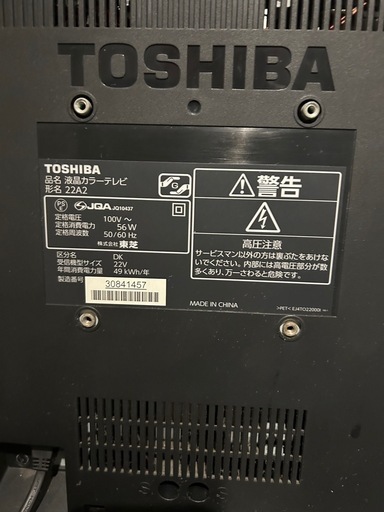 TOSHIBA
TOSHIBA
品名 液晶カラーテレビ
形名 22A2
PS E JQA JQ10437
定格電圧 100V～
定格消費電力 56W
定格周波数 50/60Hz
株式会社 東芝
区分名 DK
受信機型サイズ 22V
年間消費電力量 49 kWh/年
製造番号 30841457
G
警告
高圧注意
サービスマン以外の方は裏ぶたをあけな
いでください。内部には高電圧部分が数
多くあり、万一さわると危険です。
MADE IN CHINA